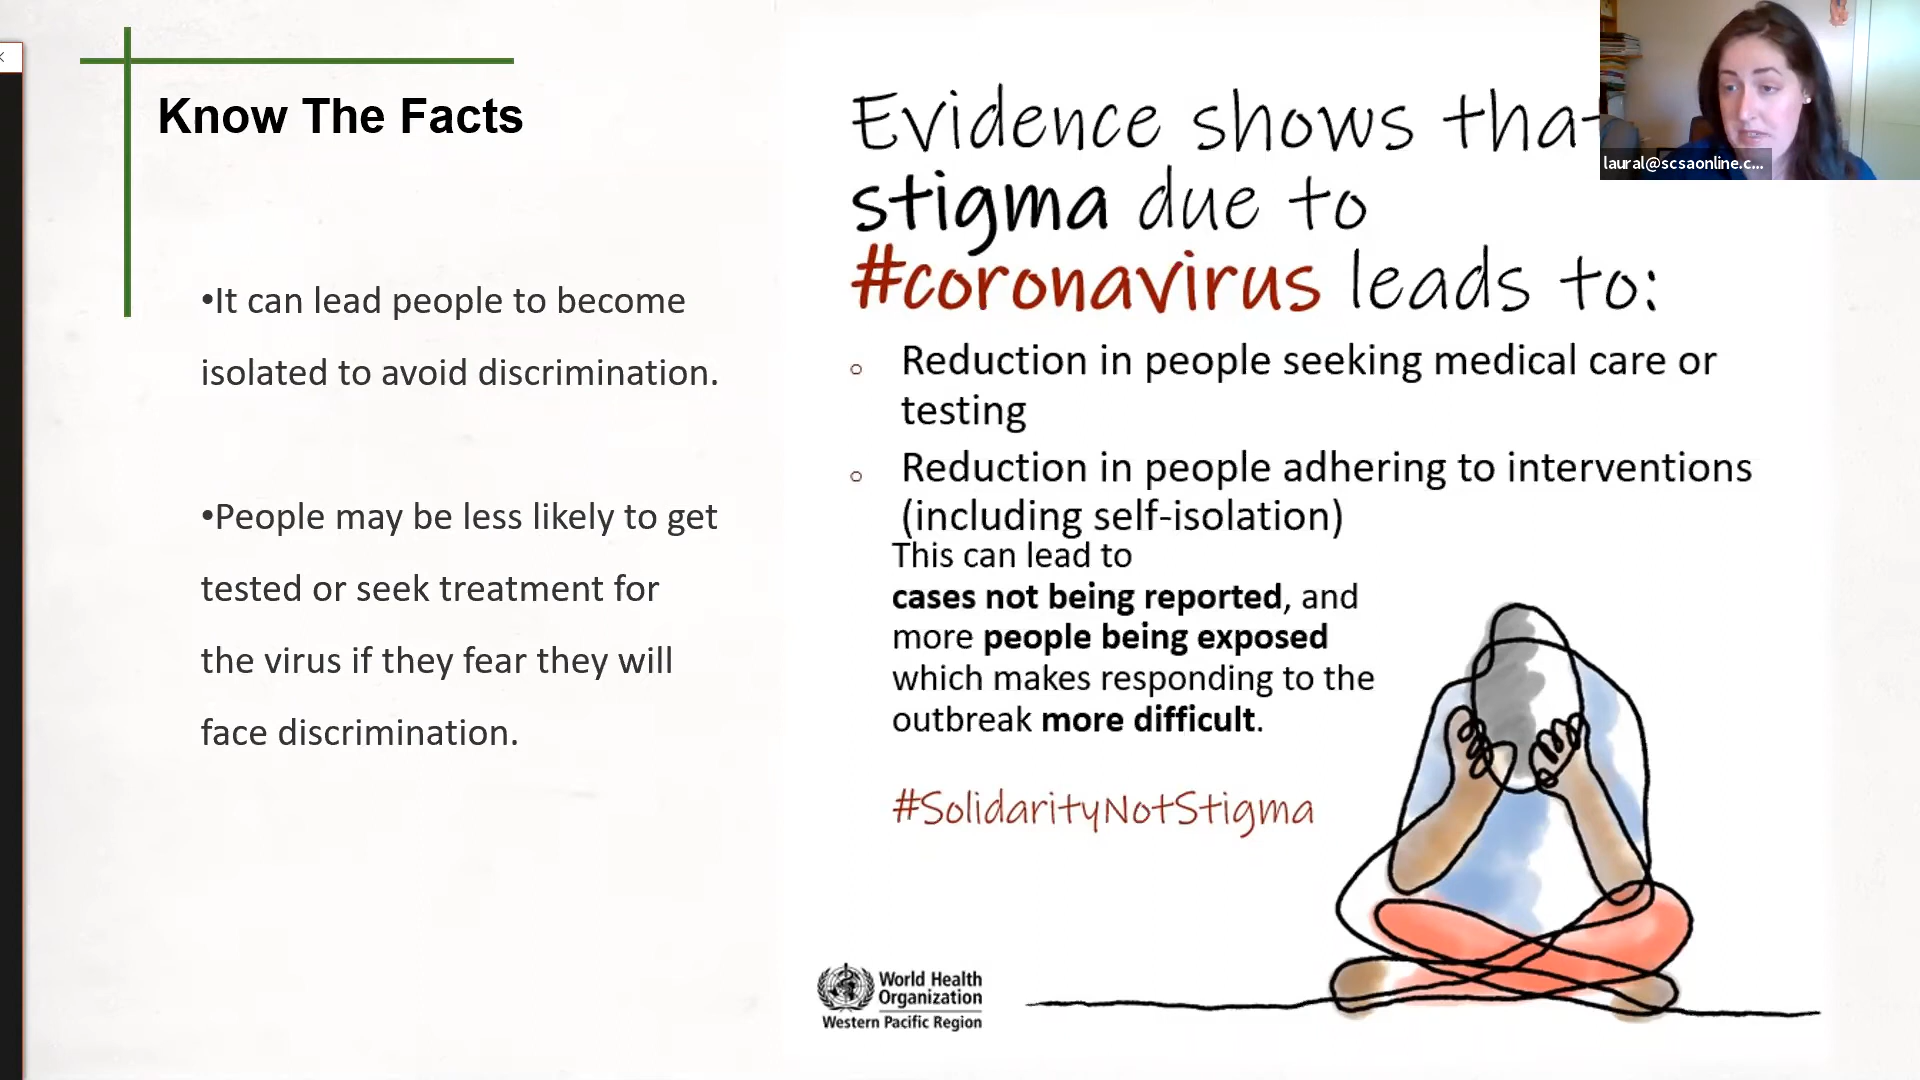 Know The Facts
•It can lead people to become
isolated to avoid discrimination.
•People may be less likely to get
tested or seek treatment for
the virus if they fear they will
face discrimination.
Evidence shows that
stigma due to
#coronavirus leads to:
Reduction in people seeking medical care or
testing
Reduction in people adhering to interventions
(including self-isolation)
This can lead to
cases not being reported, and
more people being exposed
which makes responding to the
outbreak more difficult.
#SolidarityNotStigma
World Health
Organization
Western Pacific Region
laural@scsaonline.c...